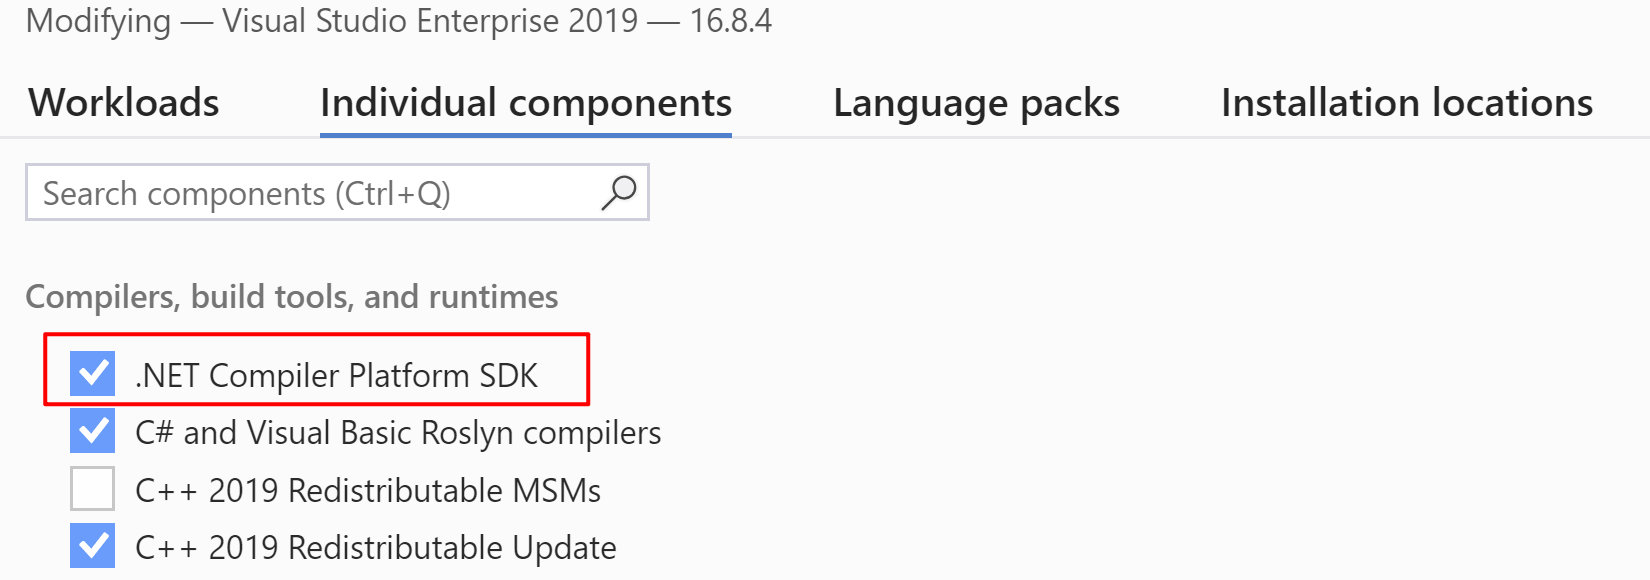 Modifying — Visual Studio Enterprise 2019 — 16.8.4
Workloads Individual components Language packs Installation locations
Search components (Ctrl+Q)
Compilers, build tools, and runtimes
.NET Compiler Platform SDK
C# and Visual Basic Roslyn compilers
C++ 2019 Redistributable MSMs
C++ 2019 Redistributable Update